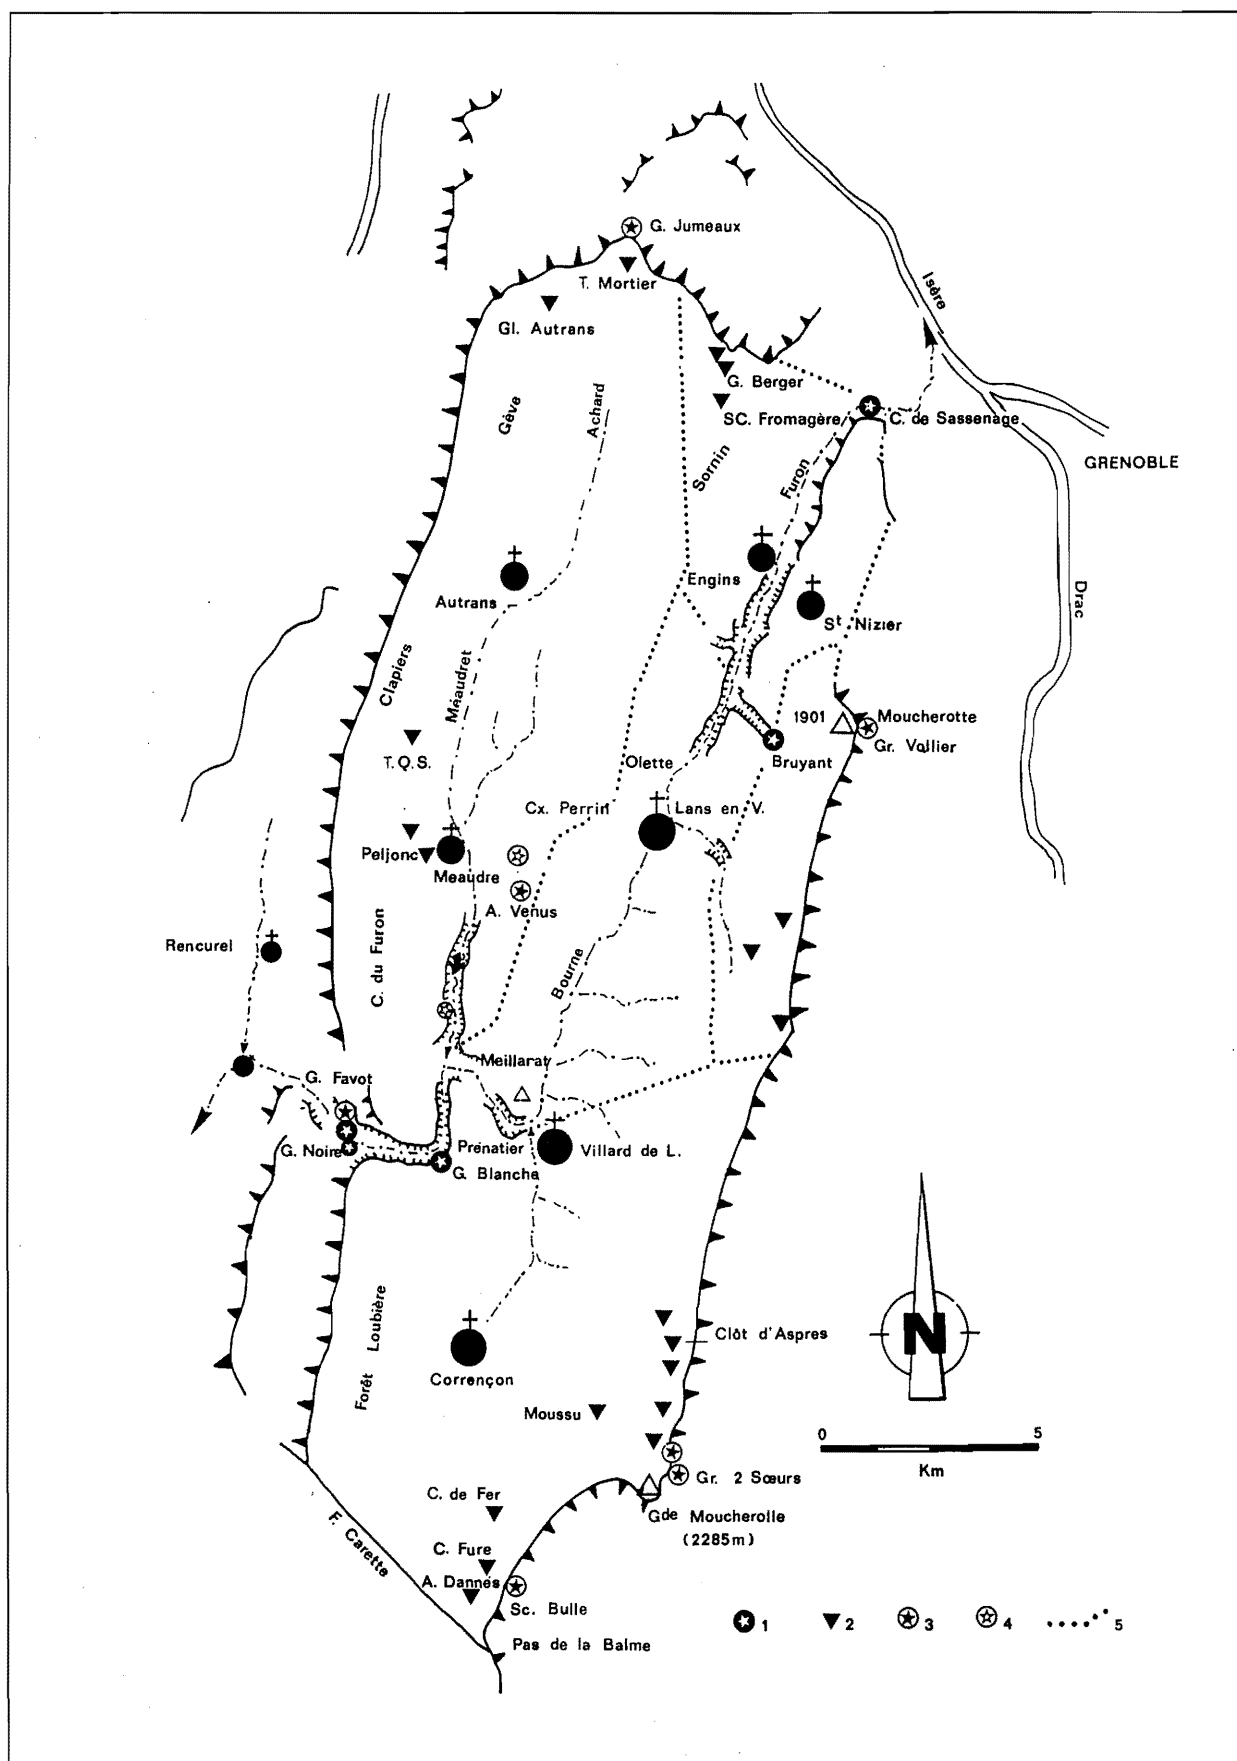 G. Jumeaux
T. Mortier
Gl. Autrans
Isère
G. Berger
Gève
Achard
SC. Fromagère
C. de Sassenage
GRENOBLE
Sornin
Furon
Engins
Autrans
St Nizier
Drac
Clapiers
Méaudret
1901
Moucherotte
Gr. Vallier
T.Q.S.
Olette
Bruyant
Cx. Perrin
Lans en V.
Peljonc
Meaudre
A. Venus
Rencurel
C. du Furon
Bourne
Meillarat
G. Favot
G. Noire
Prénatier
Villard de L.
G. Blanche
Forêt Loubière
Clôt d'Aspres
N
Corrençon
Moussu
0 5
Km
Gr. 2 Sœurs
C. de Fer
Gde Moucherolle
(2285m)
F. Carette
C. Fure
A. Dannés
Sc. Bulle
1 2 3 4 5
Pas de la Balme